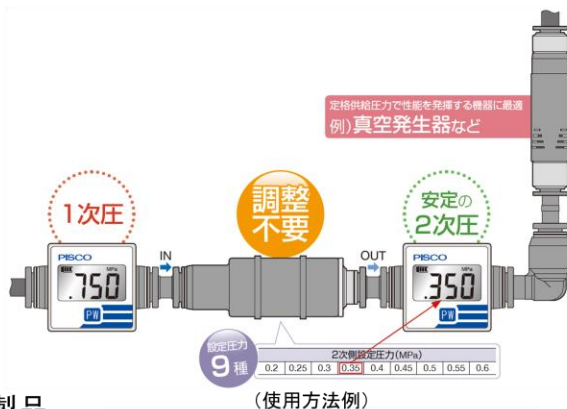 定格供給圧力で性能を発揮する機器に最適
例)真空発生器など
1次圧
調整
不要
安定の
2次圧
IN
OUT
PISCO
MPa
.750
PW
PISCO
MPa
.350
PW
設定圧力
9種
2次側設定圧力(MPa)
0.2 0.25 0.3 0.35 0.4 0.45 0.5 0.55 0.6
製品
(使用方法例)